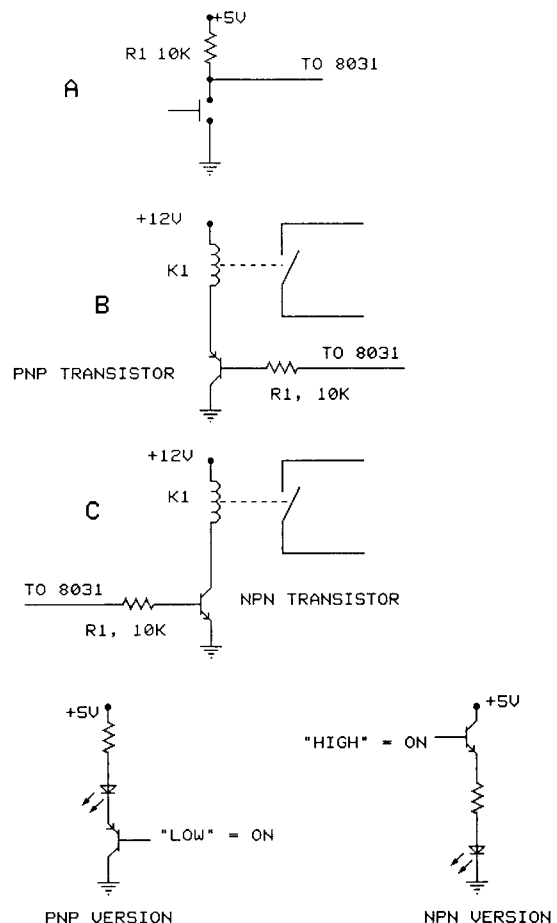 +5V
R1 10K
TO 8031
A
+12V
K1
B
TO 8031
PNP TRANSISTOR
R1, 10K
+12V
K1
C
TO 8031
NPN TRANSISTOR
R1, 10K
+5V
+5V
"HIGH" = ON
"LOW" = ON
PNP VERSION
NPN VERSION